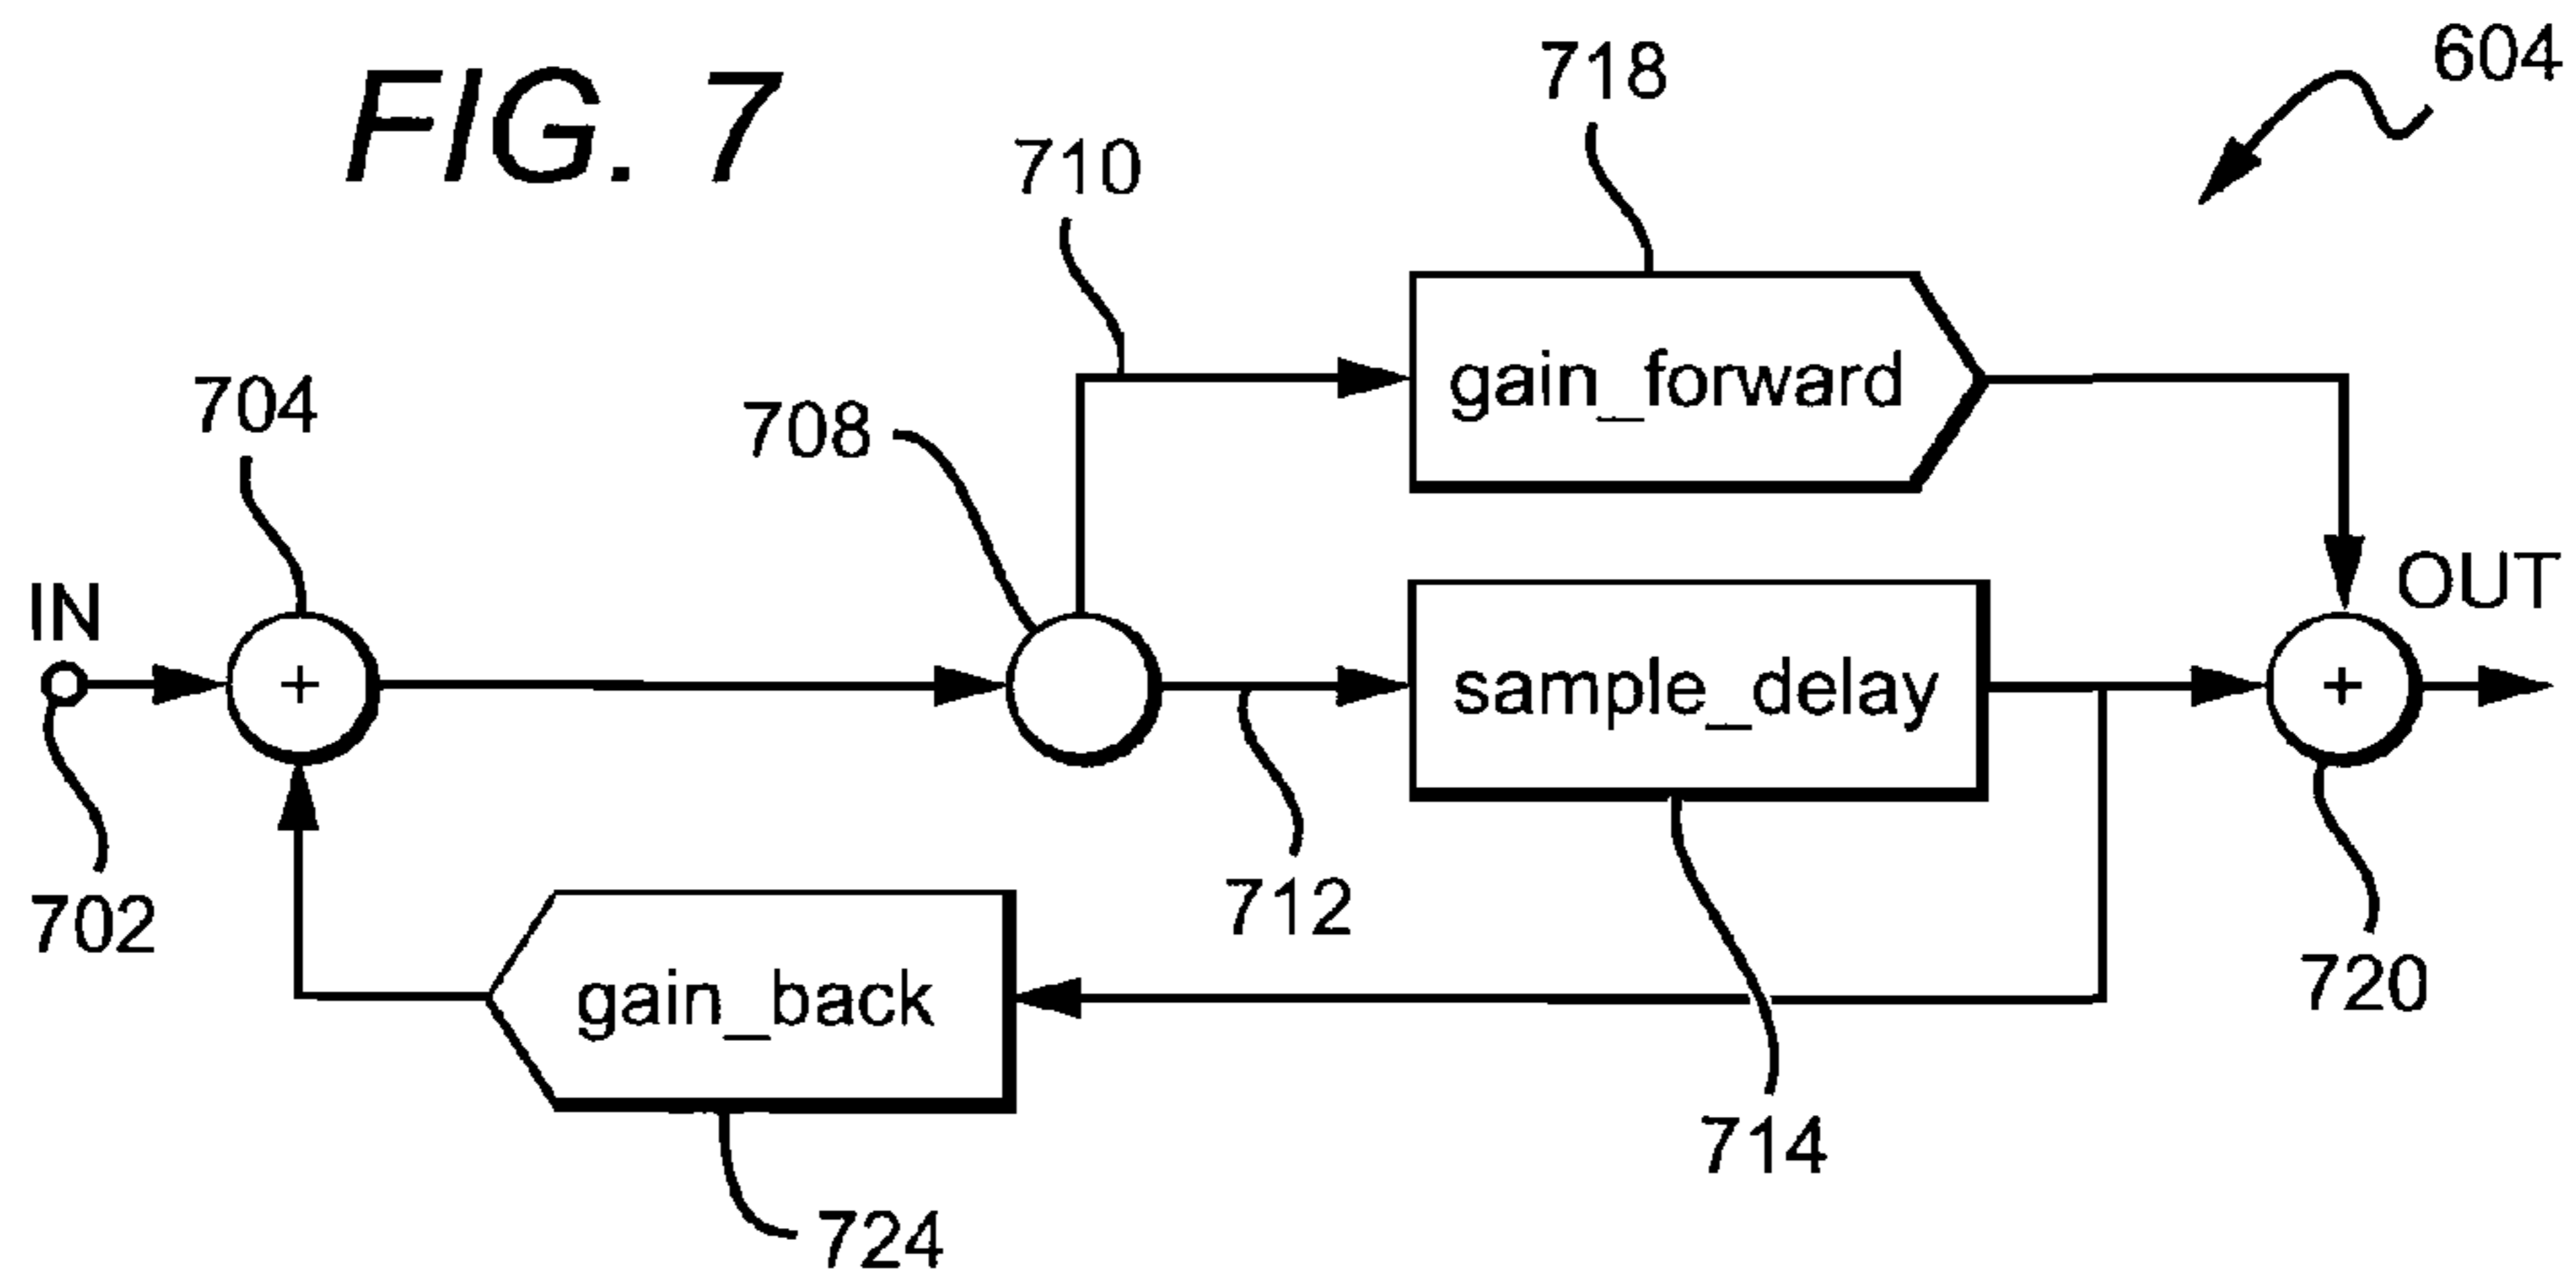 FIG. 7
604
718
710
gain_forward
704
708
IN
+
sample_delay
+
OUT
702
712
gain_back
720
714
724